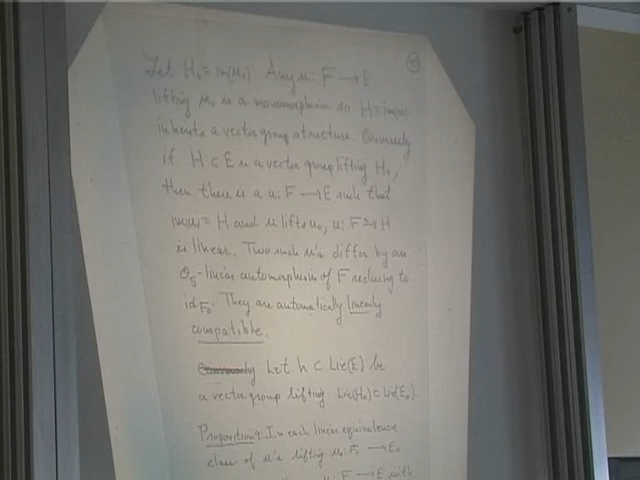 Let H₀ = im(u₀) Any u: F → E
lifting u₀ is a monomorphism so H = im(u)
inherits a vector group structure Conversely
if H ⊂ E is a vector group lifting H₀,
then there is a u: F → E such that
im(u) = H and u lifts u₀, u: F ≃ H
is linear. Two such u's differ by an
O_S-linear automorphism of F reducing to
id_F₀. They are automatically linearly
compatible.
Let h ⊂ Lie(E) be
a vector group lifting Lie(H₀) ⊂ Lie(E₀)
Proposition: In each linear equivalence
class of u's lifting u₀: F₀ → E₀
u: F → E with